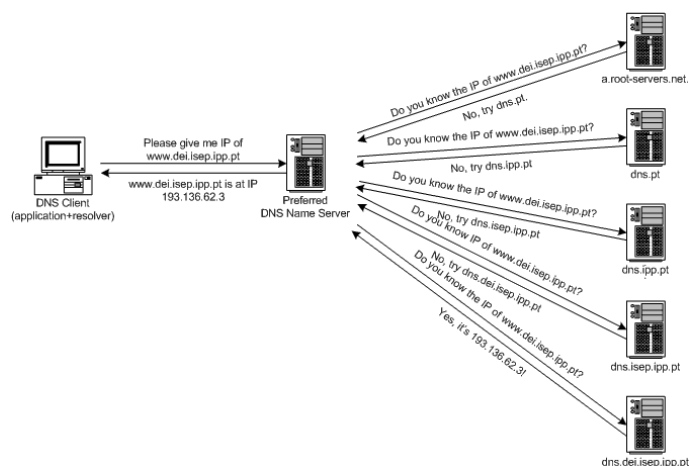 Do you know the IP of www.dei.isep.ipp.pt?
No, try dns.pt.
a.root-servers.net.
Do you know the IP of www.dei.isep.ipp.pt?
No, try dns.ipp.pt
dns.pt
Please give me IP of
www.dei.isep.ipp.pt
www.dei.isep.ipp.pt is at IP
193.136.62.3
DNS Client
(application+resolver)
Preferred
DNS Name Server
Do you know the IP of www.dei.isep.ipp.pt?
No, try dns.isep.ipp.pt
dns.ipp.pt
Do you know IP of www.dei.isep.ipp.pt?
No, try dns.dei.isep.ipp.pt
dns.isep.ipp.pt
Do you know the IP of www.dei.isep.ipp.pt?
Yes, it's 193.136.62.3!
dns.dei.isep.ipp.pt